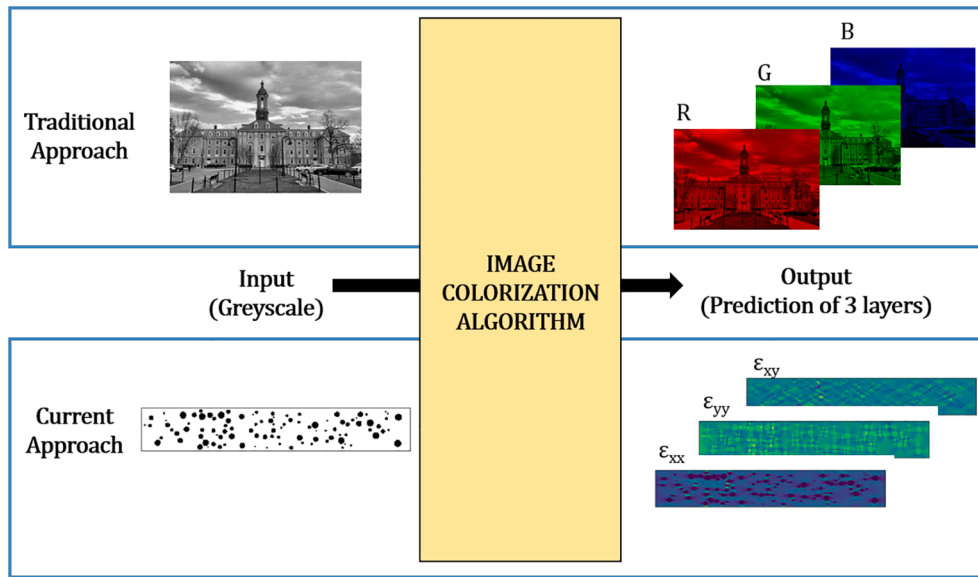 Traditional
Approach
R
G
B
Input
(Greyscale)
IMAGE
COLORIZATION
ALGORITHM
Output
(Prediction of 3 layers)
Current
Approach
εxy
εyy
εxx